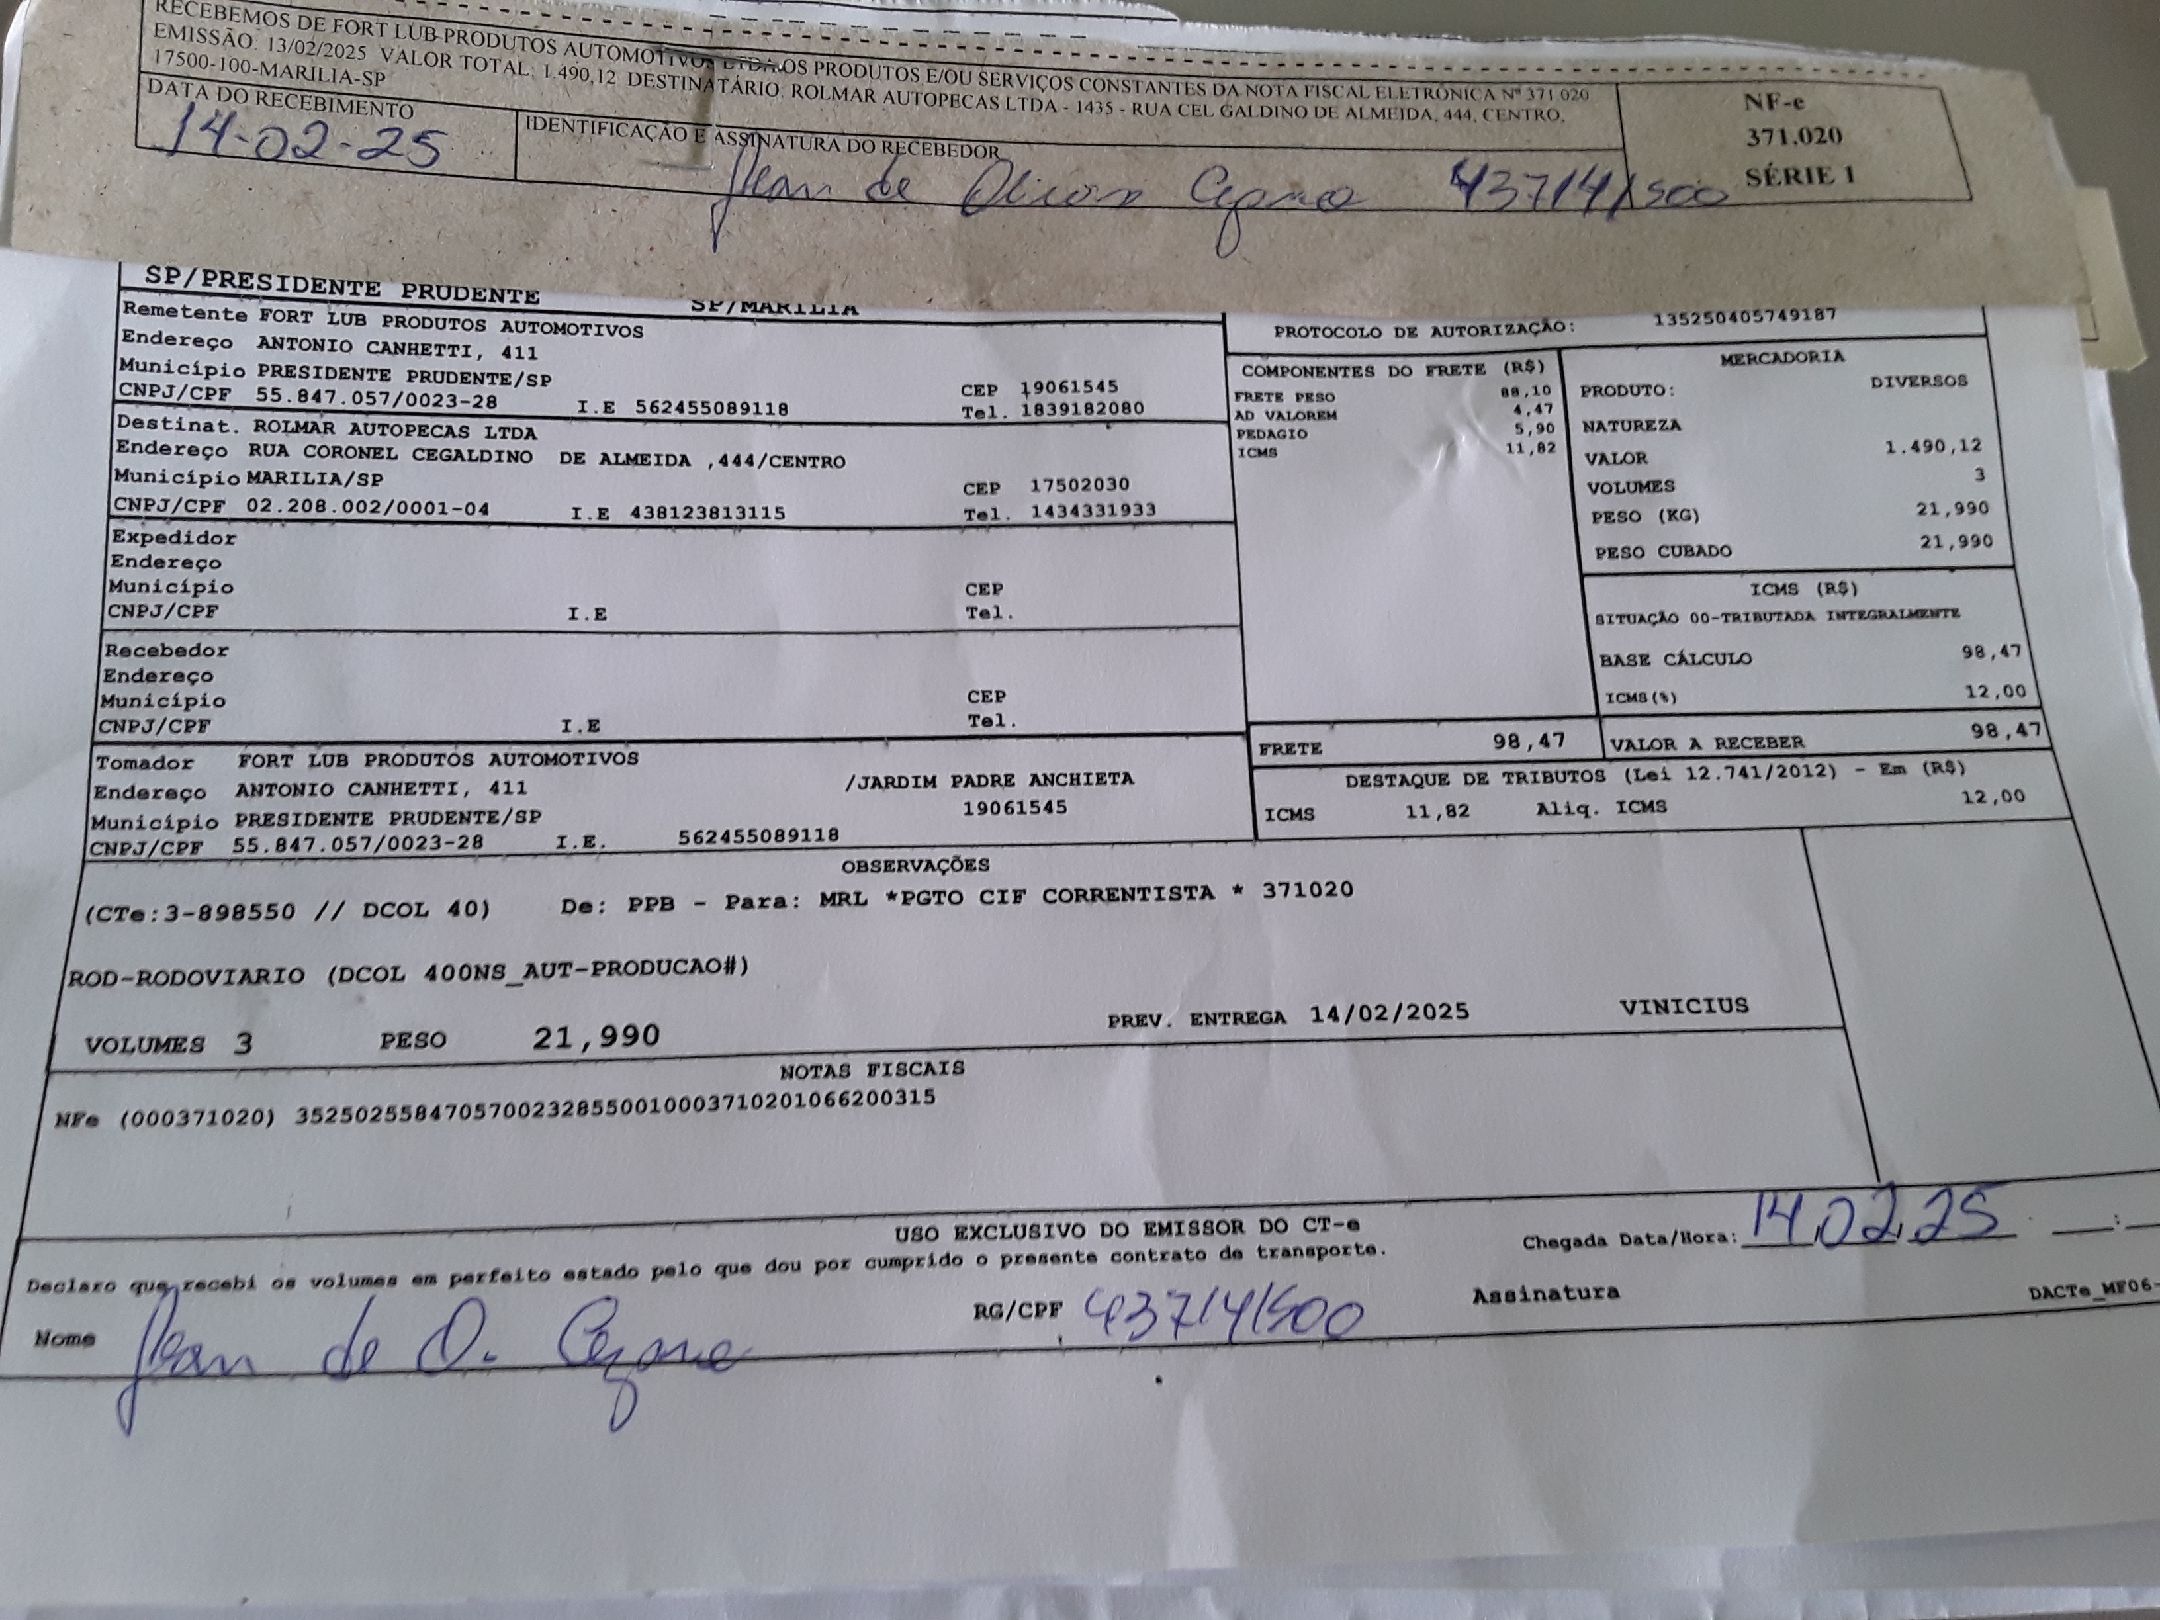 RECEBEMOS DE FORT LUB PRODUTOS AUTOMOTIVOS LTDA OS PRODUTOS E/OU SERVIÇOS CONSTANTES DA NOTA FISCAL ELETRÔNICA Nº 371.020
EMISSÃO: 13/02/2025 VALOR TOTAL: 1.490,12 DESTINATÁRIO: ROLMAR AUTOPECAS LTDA - 1435 - RUA CEL GALDINO DE ALMEIDA, 444, CENTRO,
17500-100-MARILIA-SP
DATA DO RECEBIMENTO
14-02-25
IDENTIFICAÇÃO E ASSINATURA DO RECEBEDOR
Jean de
NF-e
371.020
SÉRIE 1
SP/PRESIDENTE PRUDENTE SP/MARILIA
Remetente FORT LUB PRODUTOS AUTOMOTIVOS
Endereço ANTONIO CANHETTI, 411
Município PRESIDENTE PRUDENTE/SP CEP 19061545
CNPJ/CPF 55.847.057/0023-28 I.E 562455089118 Tel. 1839182080
Destinat. ROLMAR AUTOPECAS LTDA
Endereço RUA CORONEL CEGALDINO DE ALMEIDA ,444/CENTRO
Município MARILIA/SP CEP 17502030
CNPJ/CPF 02.208.002/0001-04 I.E 438123813115 Tel. 1434331933
Expedidor
Endereço
Município CEP
CNPJ/CPF I.E Tel.
Recebedor
Endereço
Município CEP
CNPJ/CPF I.E Tel.
Tomador FORT LUB PRODUTOS AUTOMOTIVOS
Endereço ANTONIO CANHETTI, 411 /JARDIM PADRE ANCHIETA
Município PRESIDENTE PRUDENTE/SP 19061545
CNPJ/CPF 55.847.057/0023-28 I.E. 562455089118
PROTOCOLO DE AUTORIZAÇÃO: 135250405749187
COMPONENTES DO FRETE (R$)
FRETE PESO 88,10
AD VALOREM 4,47
PEDAGIO 5,90
ICMS 11,82
MERCADORIA
PRODUTO: DIVERSOS
NATUREZA
VALOR 1.490,12
VOLUMES 3
PESO (KG) 21,990
PESO CUBADO 21,990
ICMS (R$)
SITUAÇÃO 00-TRIBUTADA INTEGRALMENTE
BASE CÁLCULO 98,47
ICMS(%) 12,00
FRETE 98,47 VALOR A RECEBER 98,47
DESTAQUE DE TRIBUTOS (Lei 12.741/2012) - Em (R$)
ICMS 11,82 Aliq. ICMS 12,00
OBSERVAÇÕES
(CTe:3-898550 // DCOL 40) De: PPB - Para: MRL *PGTO CIF CORRENTISTA * 371020
ROD-RODOVIARIO (DCOL 400NS_AUT-PRODUCAO#)
VOLUMES 3 PESO 21,990 PREV. ENTREGA 14/02/2025 VINICIUS
NOTAS FISCAIS
NFe (000371020) 35250255847057002328550010003710201066200315
USO EXCLUSIVO DO EMISSOR DO CT-e
Declaro que recebi os volumes em perfeito estado pelo que dou por cumprido o presente contrato de transporte.
Chegada Data/Hora: 14 02 25 __:__
Nome Jean de O.
RG/CPF 437141500
Assinatura
DACTe_MF06-